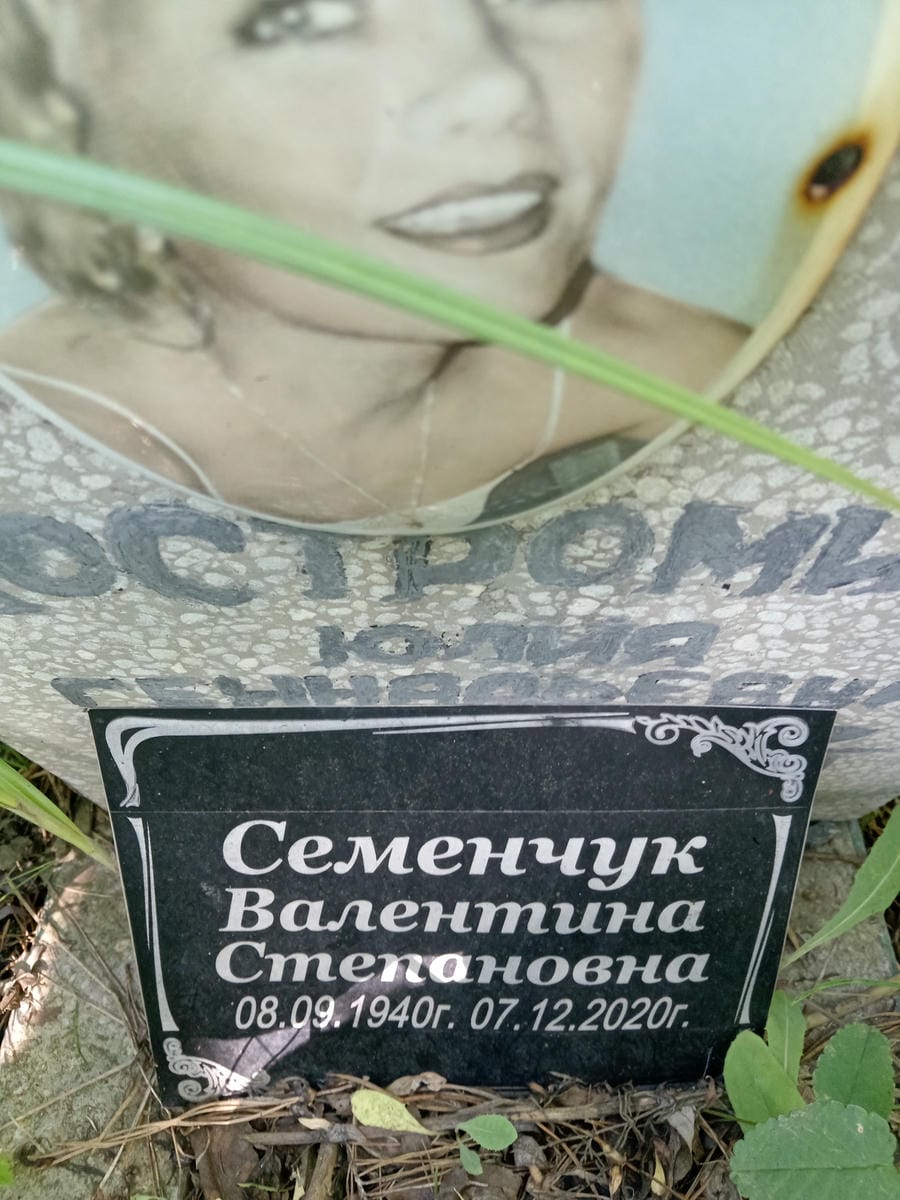 ЮЛИЯ
Семенчук
Валентина
Степановна
08.09.1940г. 07.12.2020г.